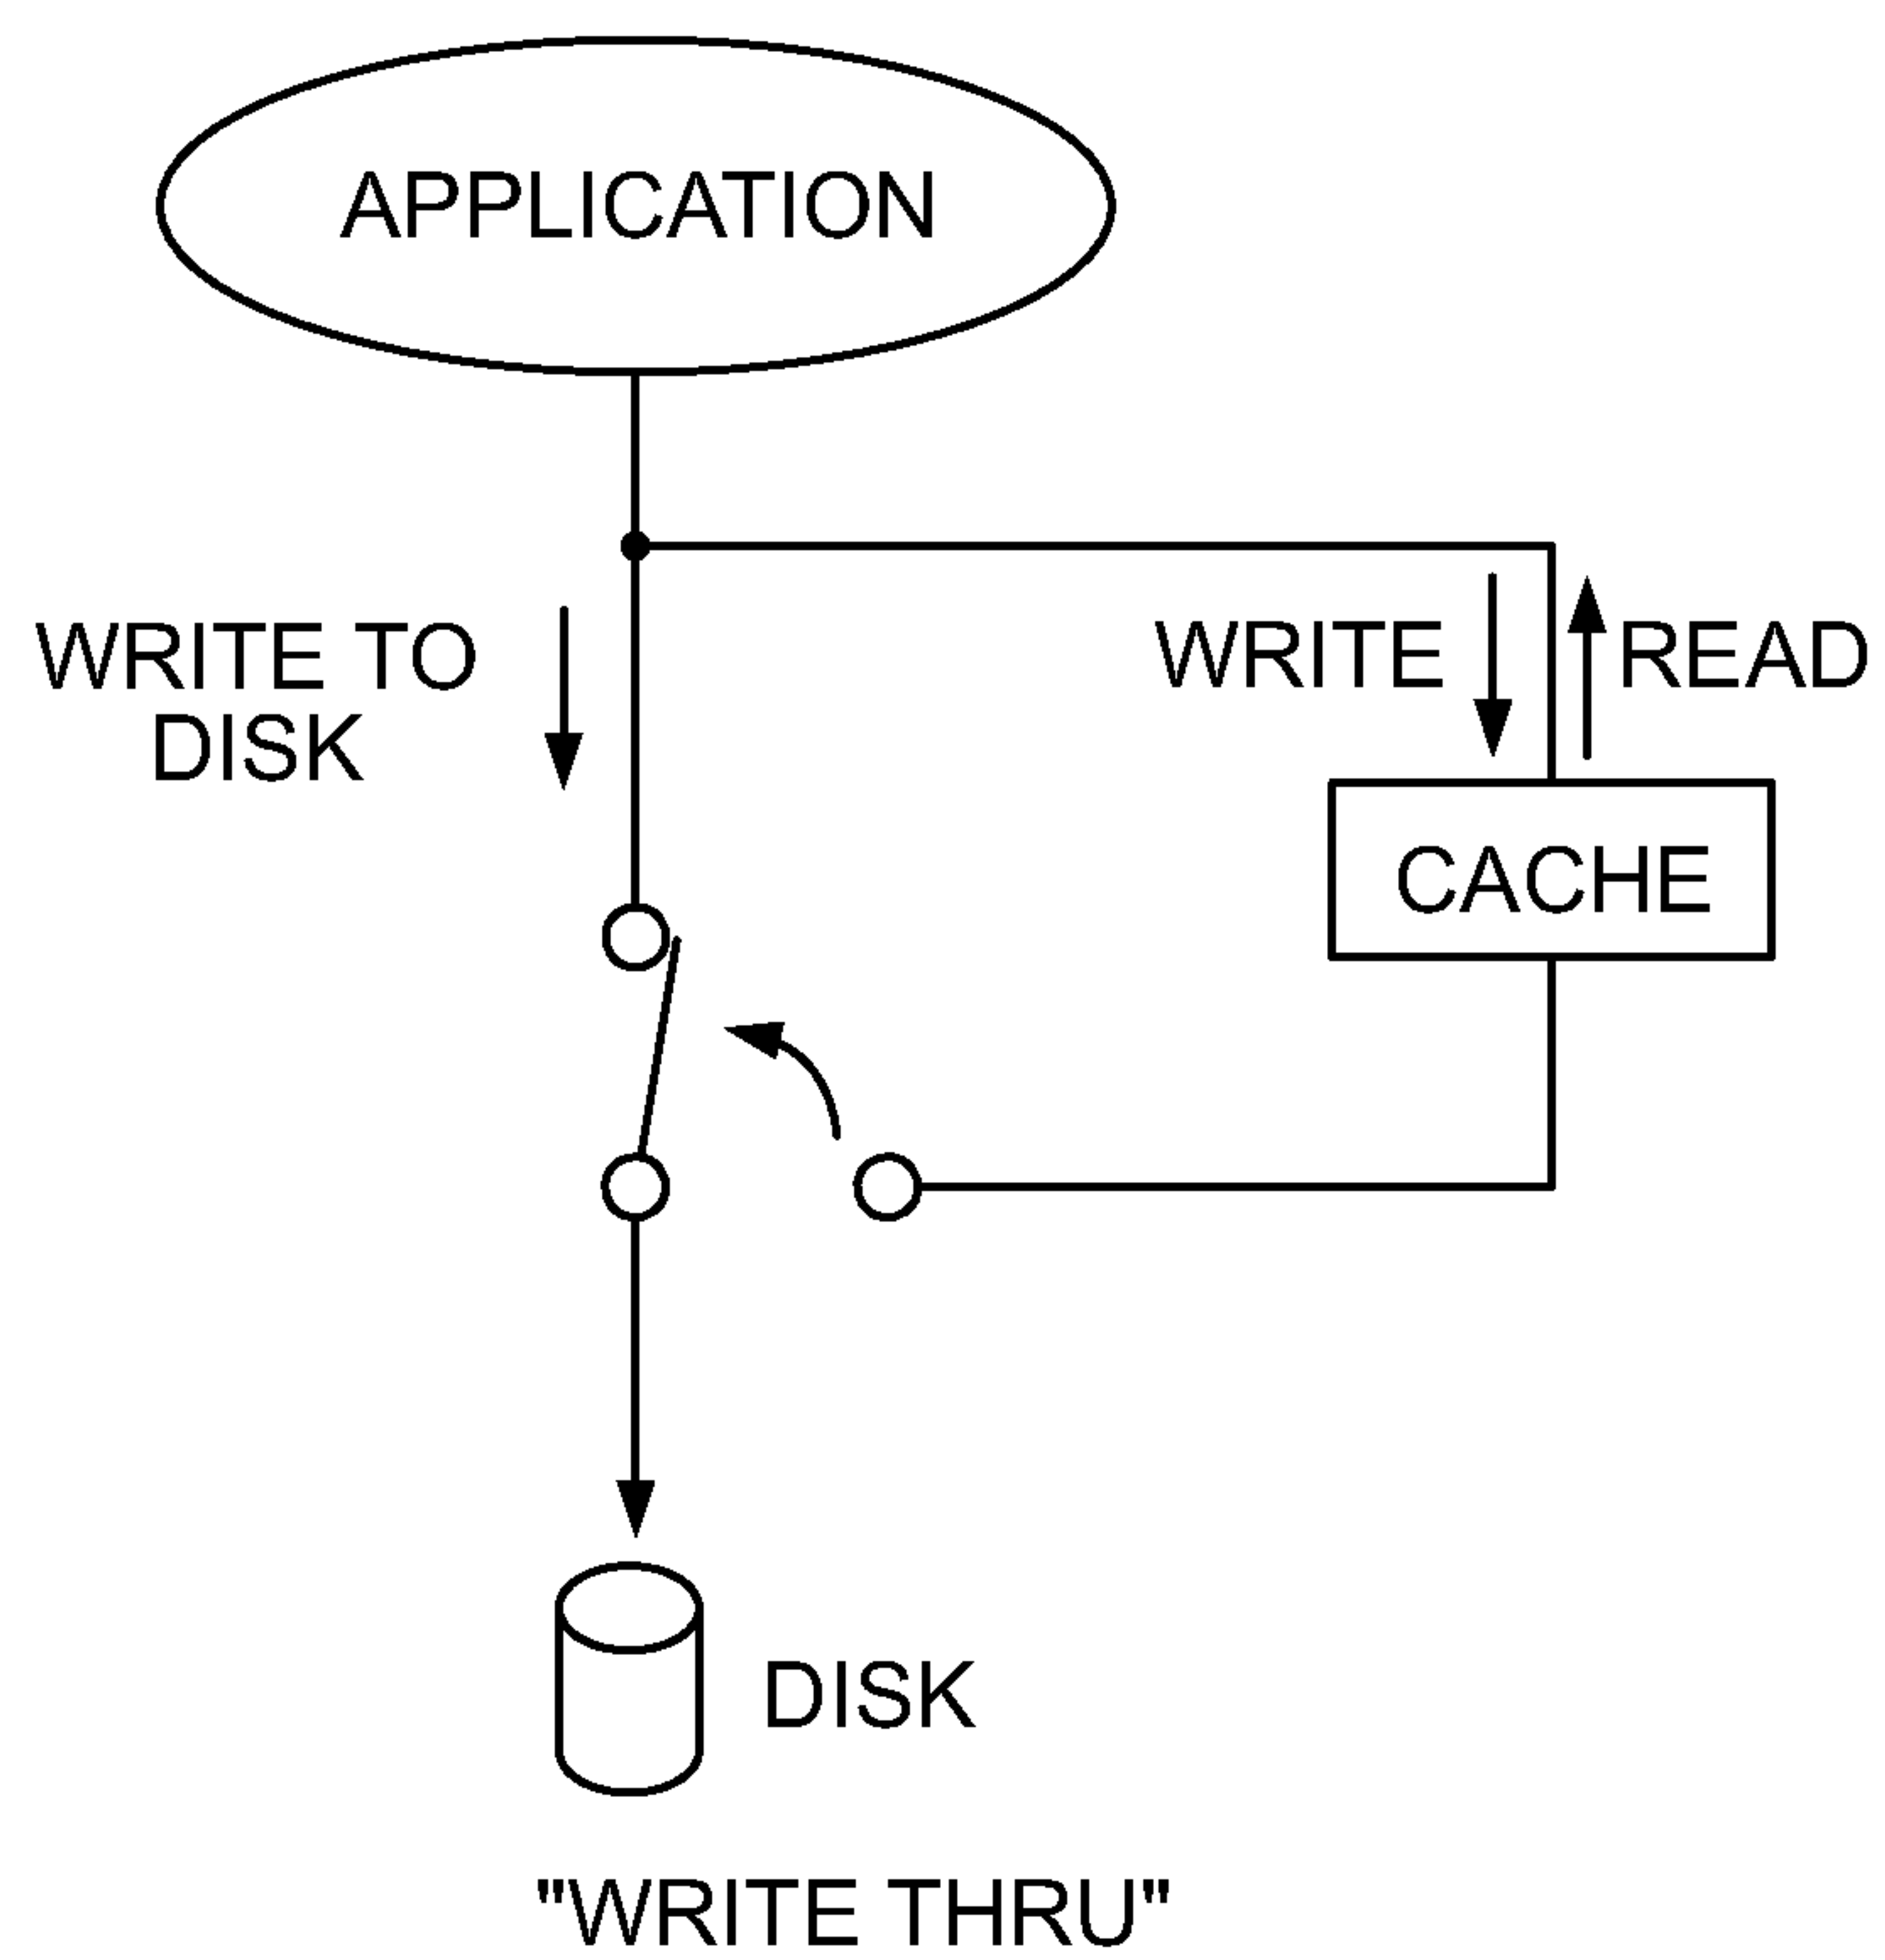 APPLICATION
WRITE TO
DISK
WRITE
READ
CACHE
DISK
"WRITE THRU"